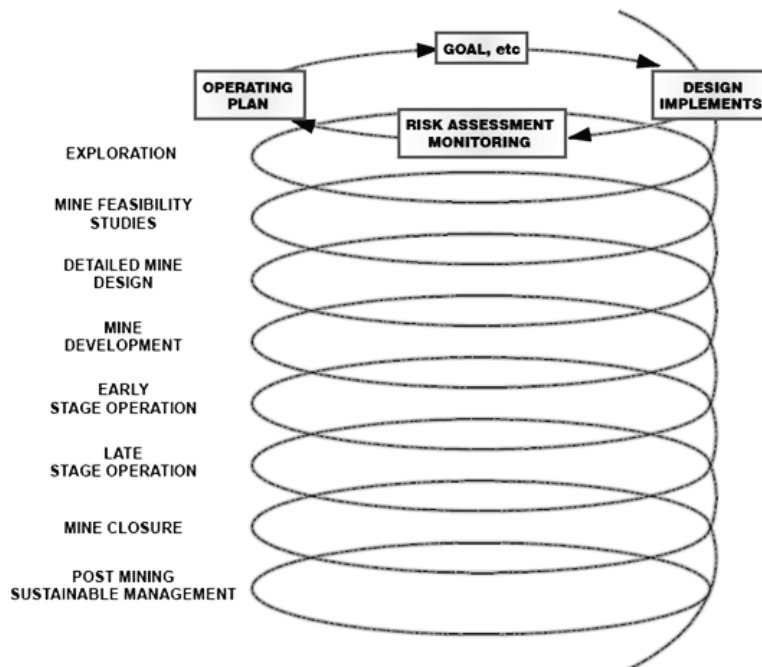 GOAL, etc
OPERATING
PLAN
DESIGN
IMPLEMENTS
RISK ASSESSMENT
MONITORING
EXPLORATION
MINE FEASIBILITY
STUDIES
DETAILED MINE
DESIGN
MINE
DEVELOPMENT
EARLY
STAGE OPERATION
LATE
STAGE OPERATION
MINE CLOSURE
POST MINING
SUSTAINABLE MANAGEMENT